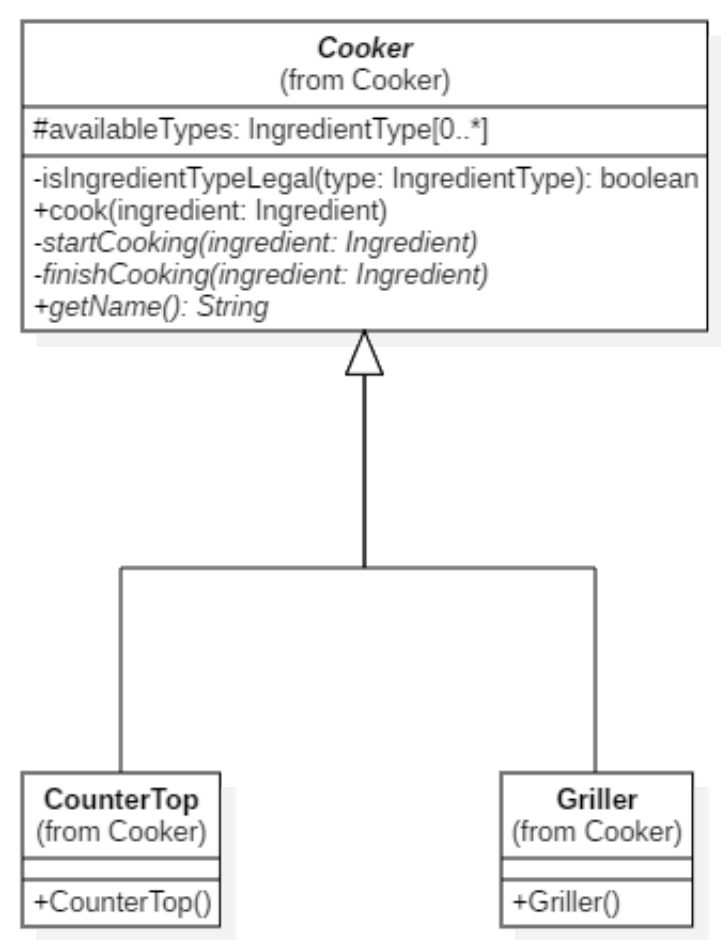 Cooker
(from Cooker)
#availableTypes: IngredientType[0..*]
-isIngredientTypeLegal(type: IngredientType): boolean
+cook(ingredient: Ingredient)
-startCooking(ingredient: Ingredient)
-finishCooking(ingredient: Ingredient)
+getName(): String
CounterTop
(from Cooker)
+CounterTop()
Griller
(from Cooker)
+Griller()